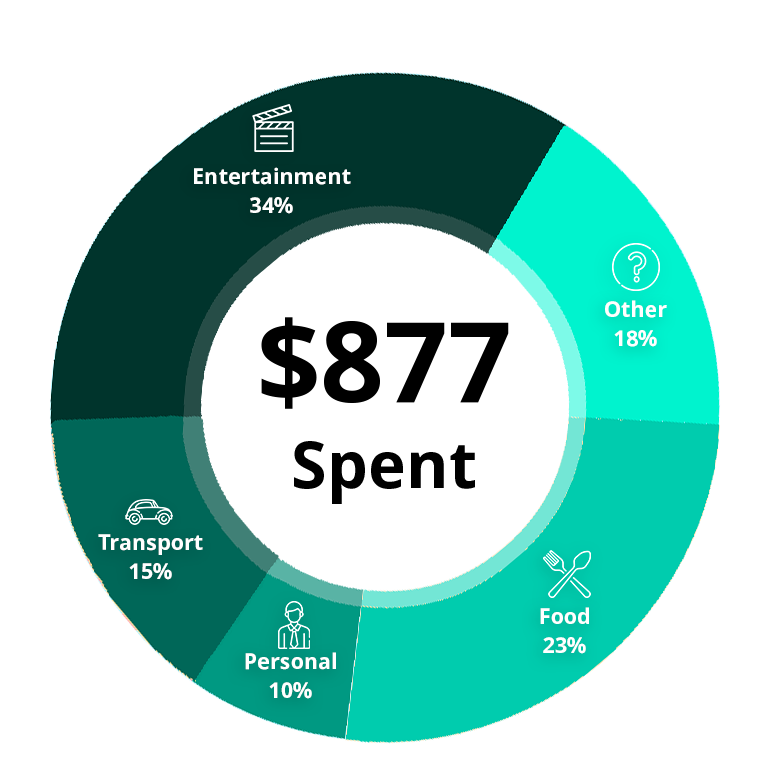 Entertainment
34%
?
Other
18%
$877
Spent
Transport
15%
Food
23%
Personal
10%